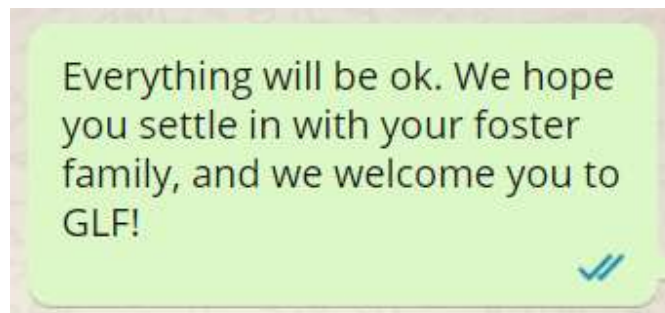 Everything will be ok. We hope
you settle in with your foster
family, and we welcome you to
GLF!